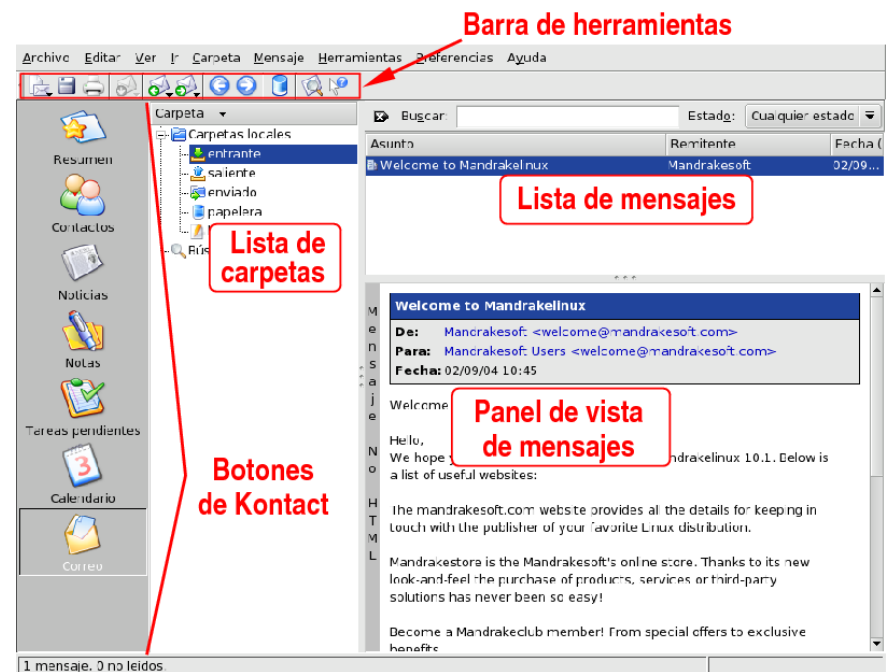 Barra de herramientas
Archivo Editar Ver Ir Carpeta Mensaje Herramientas Preferencias Ayuda
Carpeta
Carpetas locales
entrante
saliente
enviado
papelera
Lista de carpetas
Resumen
Contactos
Noticias
Notas
Tareas pendientes
Calendario
Correo
Botones
de Kontact
Buscar:
Estado: Cualquier estado
Asunto Remitente Fecha (
Welcome to Mandrakelinux Mandrakesoft 02/09...
Lista de mensajes
Mensaje No HTML
Welcome to Mandrakelinux
De: Mandrakesoft <welcome@mandrakesoft.com>
Para: Mandrakesoft Users <welcome@mandrakesoft.com>
Fecha: 02/09/04 10:45
Welcome
Panel de vista
de mensajes
Hello,
We hope ndrakelinux 10.1. Below is
a list of useful websites:
The mandrakesoft.com website provides all the details for keeping in
touch with the publisher of your favorite Linux distribution.
Mandrakestore is the Mandrakesoft's online store. Thanks to its new
look-and-feel the purchase of products, services or third-party
solutions has never been so easy!
Become a Mandrakeclub member! From special offers to exclusive
benefits
1 mensaje, 0 no leídos.